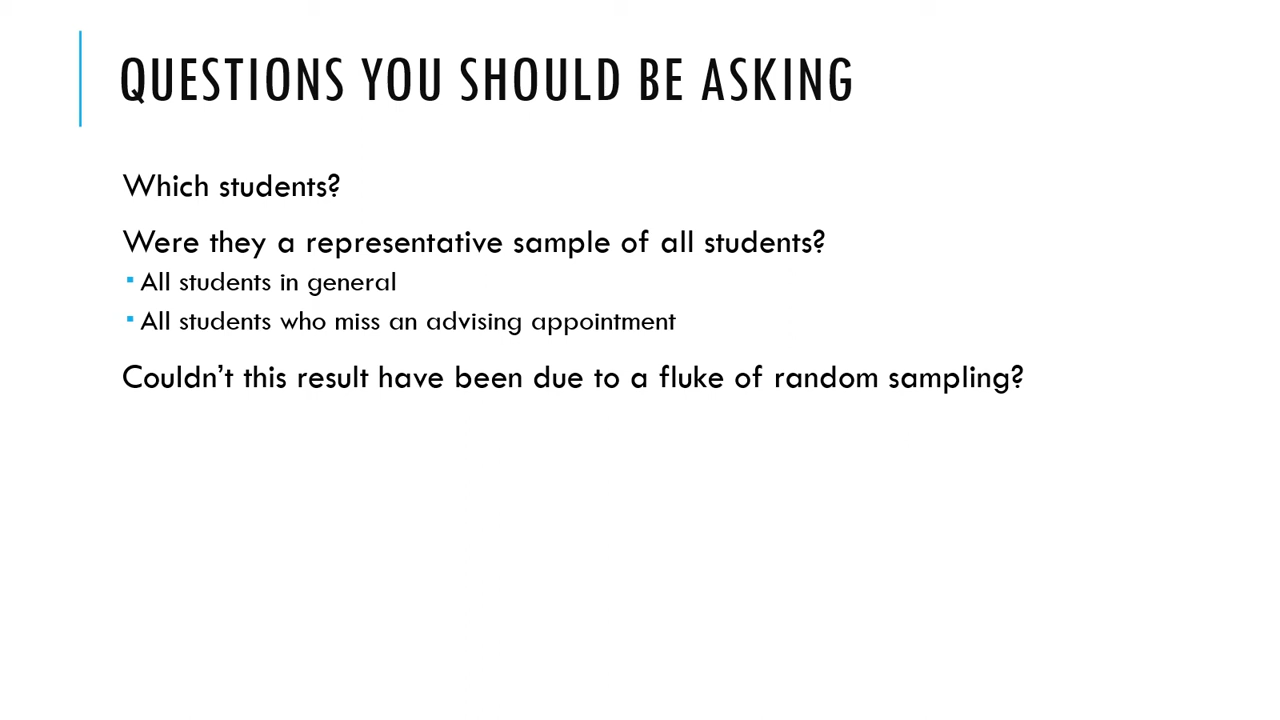 QUESTIONS YOU SHOULD BE ASKING
Which students?
Were they a representative sample of all students?
▪ All students in general
▪ All students who miss an advising appointment
Couldn’t this result have been due to a fluke of random sampling?